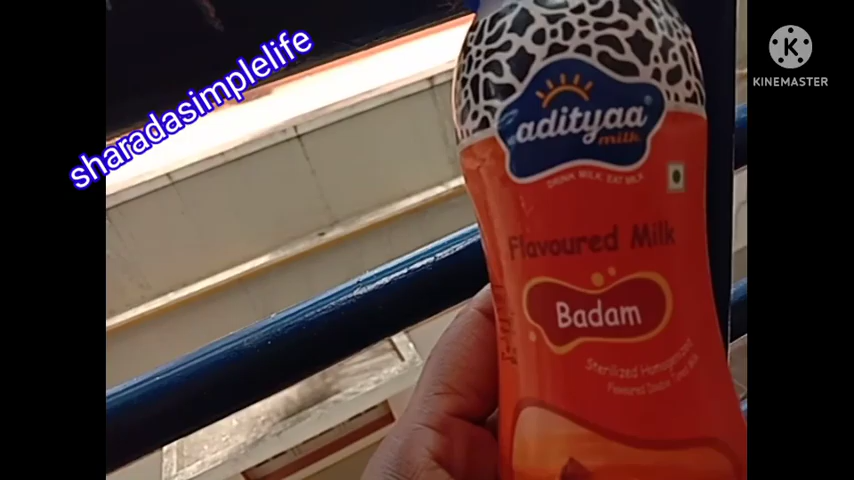 sharadasimplelife
K
KINEMASTER
adityaa
milk
DRINK MILK EAT MILK
Flavoured Milk
Badam
Sterilized Homogenized
Flavoured Double Toned Milk